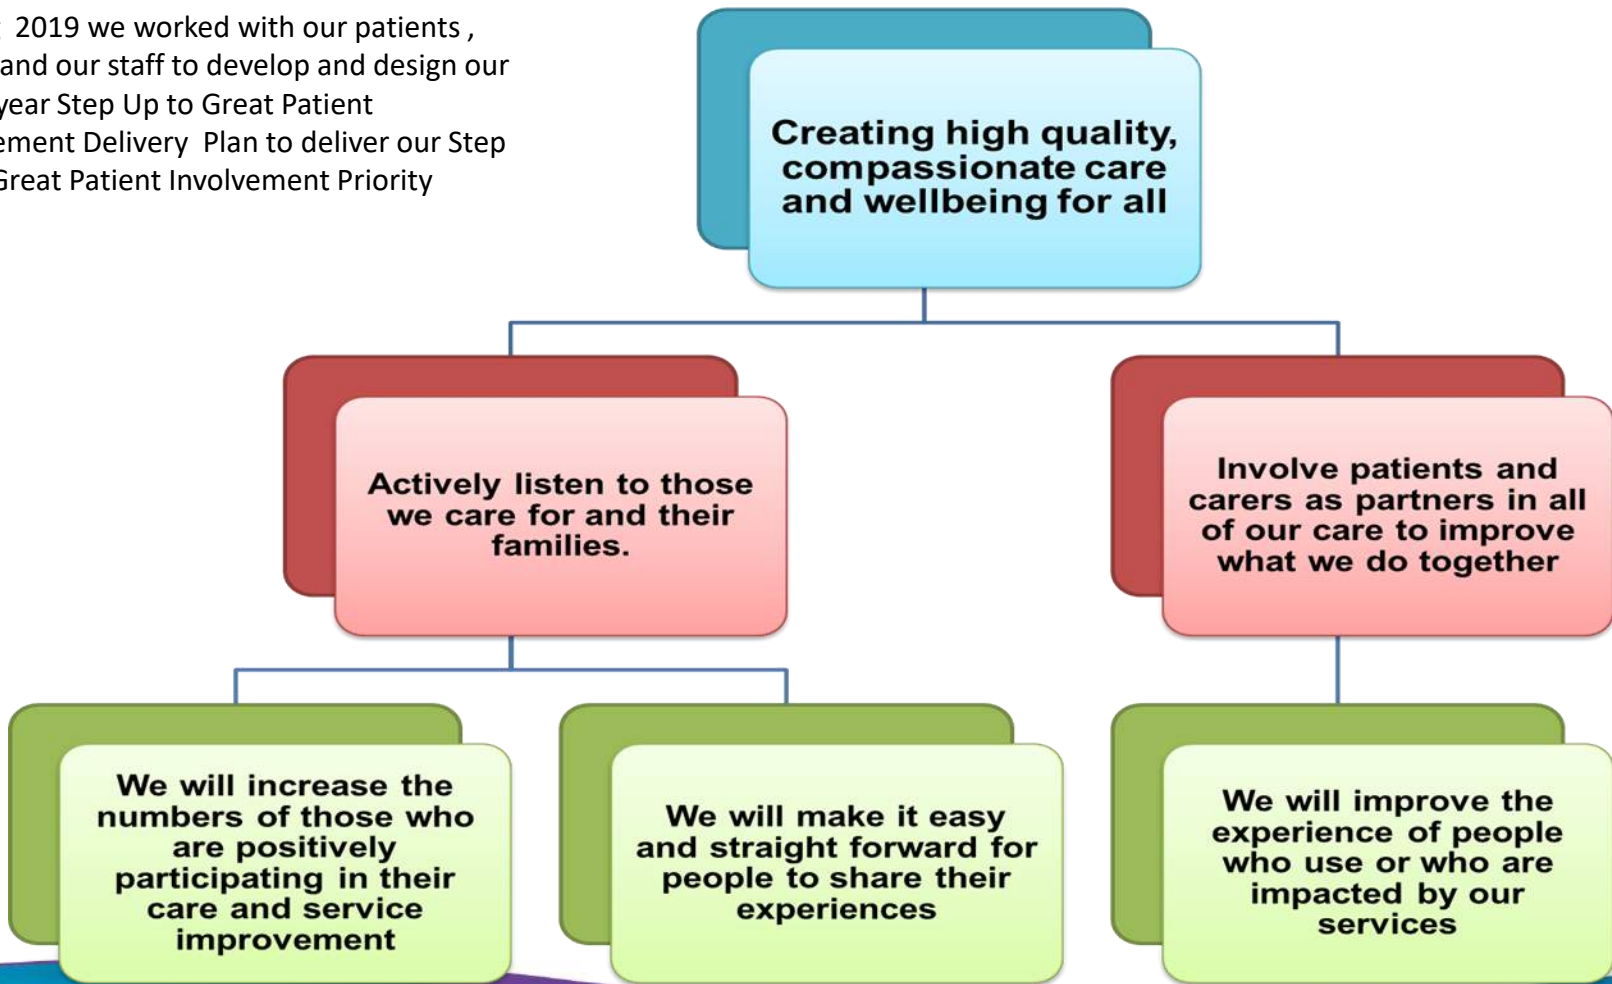 2019 we worked with our patients ,
and our staff to develop and design our
year Step Up to Great Patient
ement Delivery Plan to deliver our Step
Great Patient Involvement Priority
Creating high quality,
compassionate care
and wellbeing for all
Actively listen to those
we care for and their
families.
Involve patients and
carers as partners in all
of our care to improve
what we do together
We will increase the
numbers of those who
are positively
participating in their
care and service
improvement
We will make it easy
and straight forward for
people to share their
experiences
We will improve the
experience of people
who use or who are
impacted by our
services